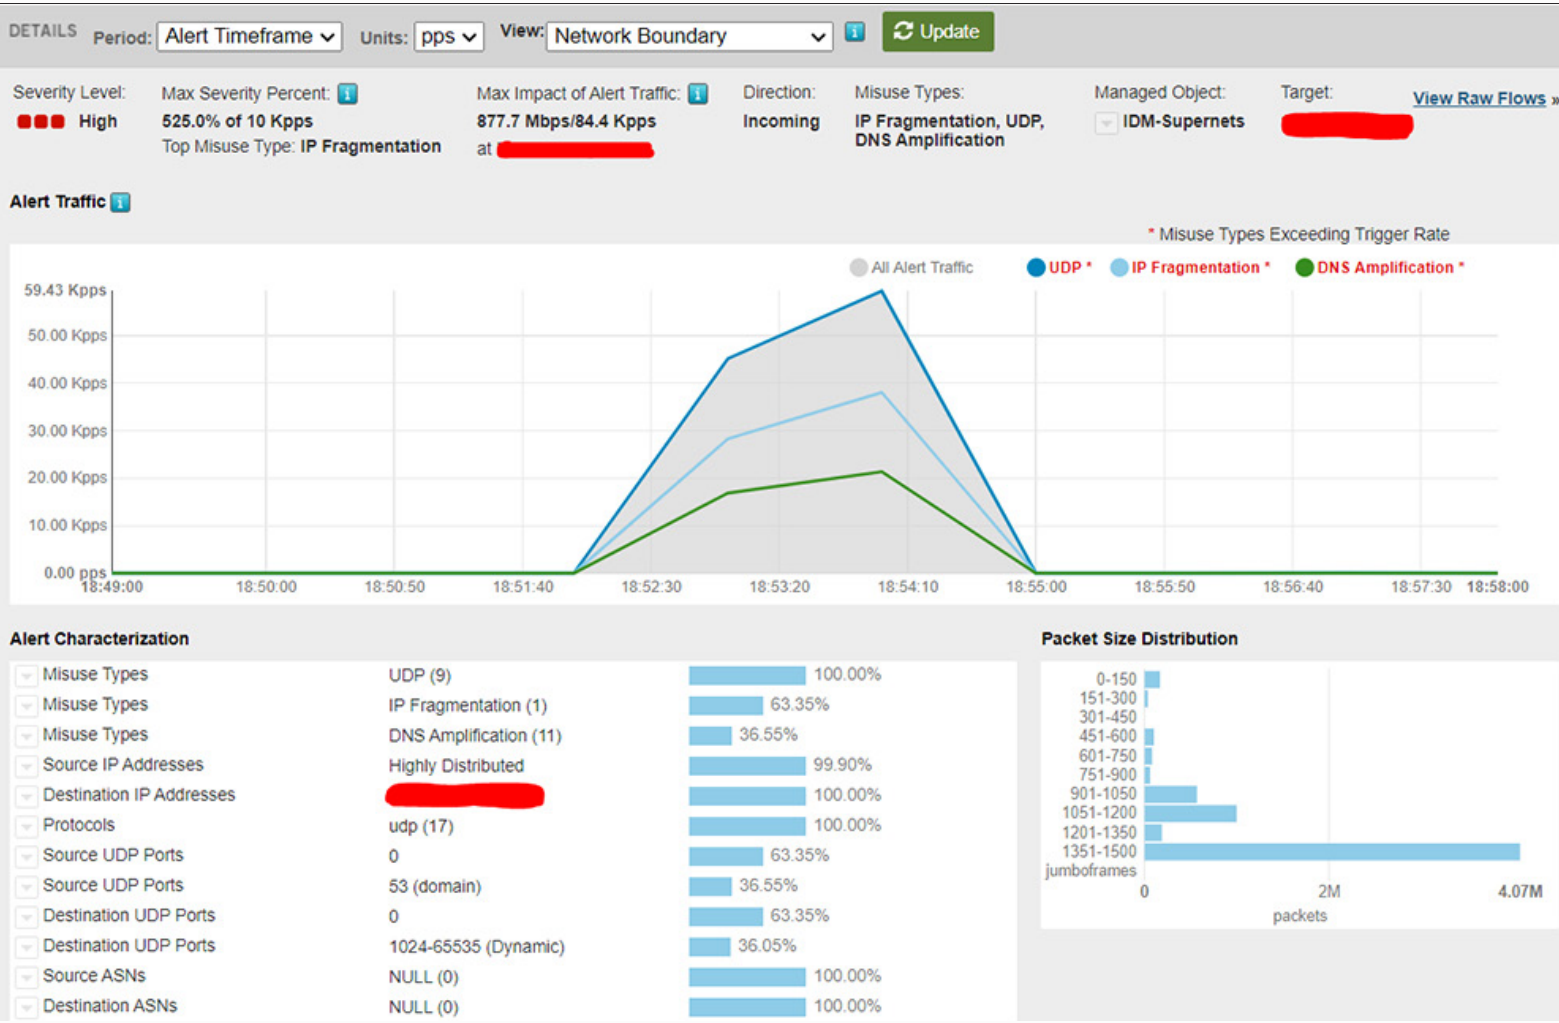 DETAILS Period: Alert Timeframe Units: pps View: Network Boundary i Update
Severity Level: Max Severity Percent: i Max Impact of Alert Traffic: i Direction: Misuse Types: Managed Object: Target: View Raw Flows »
High 525.0% of 10 Kpps 877.7 Mbps/84.4 Kpps Incoming IP Fragmentation, UDP, IDM-Supernets
Top Misuse Type: IP Fragmentation at DNS Amplification
Alert Traffic i
* Misuse Types Exceeding Trigger Rate
All Alert Traffic UDP * IP Fragmentation * DNS Amplification *
59.43 Kpps
50.00 Kpps
40.00 Kpps
30.00 Kpps
20.00 Kpps
10.00 Kpps
0.00 pps
18:49:00 18:50:00 18:50:50 18:51:40 18:52:30 18:53:20 18:54:10 18:55:00 18:55:50 18:56:40 18:57:30 18:58:00
Alert Characterization
Misuse Types UDP (9) 100.00%
Misuse Types IP Fragmentation (1) 63.35%
Misuse Types DNS Amplification (11) 36.55%
Source IP Addresses Highly Distributed 99.90%
Destination IP Addresses 100.00%
Protocols udp (17) 100.00%
Source UDP Ports 0 63.35%
Source UDP Ports 53 (domain) 36.55%
Destination UDP Ports 0 63.35%
Destination UDP Ports 1024-65535 (Dynamic) 36.05%
Source ASNs NULL (0) 100.00%
Destination ASNs NULL (0) 100.00%
Packet Size Distribution
0-150
151-300
301-450
451-600
601-750
751-900
901-1050
1051-1200
1201-1350
1351-1500
jumboframes
0 2M 4.07M
packets